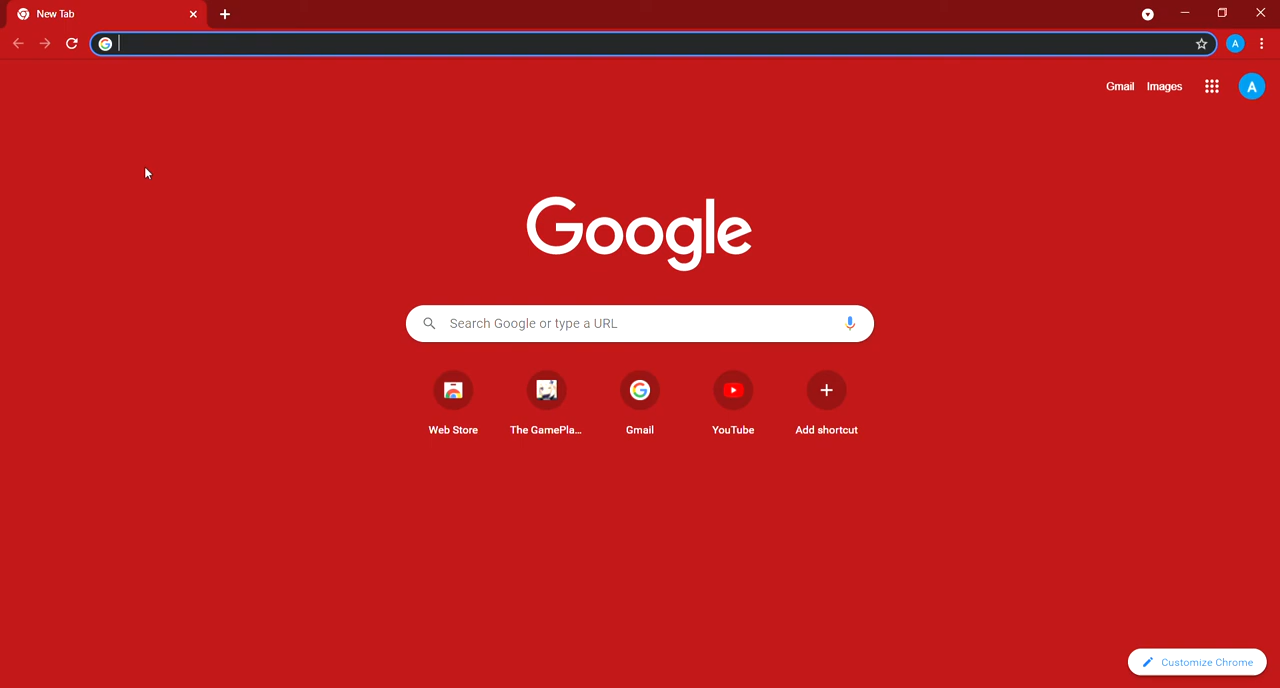 New Tab
Gmail Images
A
A
Google
Search Google or type a URL
Web Store
The GamePla...
Gmail
YouTube
Add shortcut
Customize Chrome